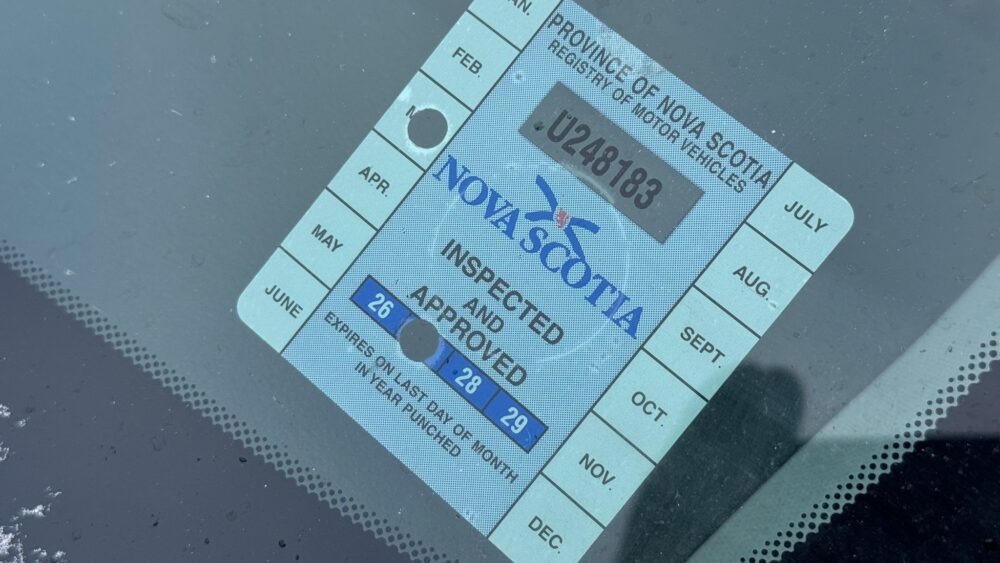 PROVINCE OF NOVA SCOTIA
REGISTRY OF MOTOR VEHICLES
U248183
NOVA SCOTIA
INSPECTED
AND
APPROVED
26 28 29
EXPIRES ON LAST DAY OF MONTH
IN YEAR PUNCHED
FEB.
APR.
MAY
JUNE
JULY
AUG.
SEPT.
OCT.
NOV.
DEC.